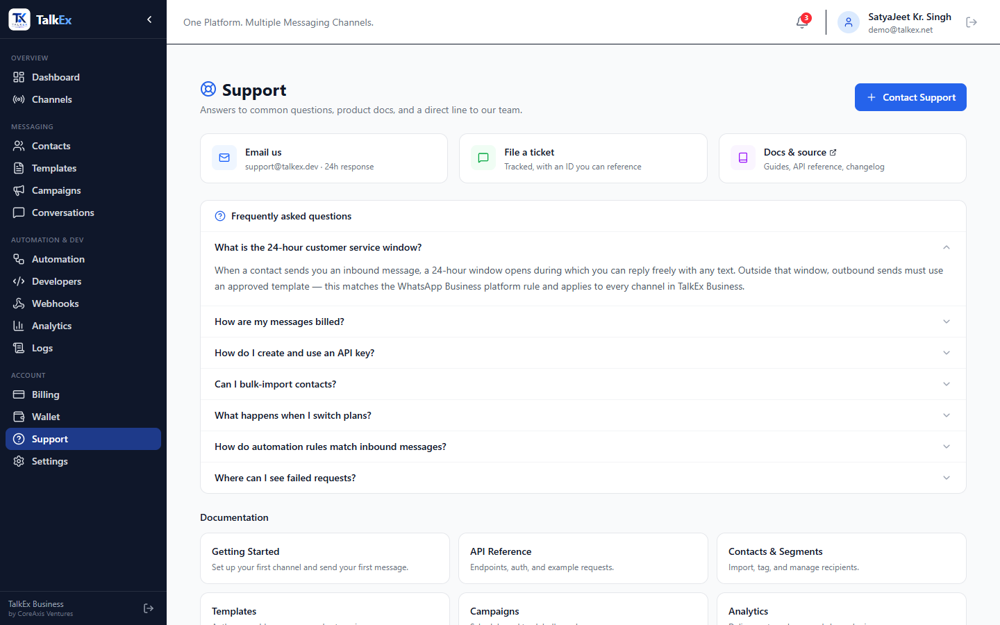 TalkEx
One Platform. Multiple Messaging Channels.
3
SatyaJeet Kr. Singh
demo@talkex.net
OVERVIEW
Dashboard
Channels
MESSAGING
Contacts
Templates
Campaigns
Conversations
AUTOMATION & DEV
Automation
Developers
Webhooks
Analytics
Logs
ACCOUNT
Billing
Wallet
Support
Settings
TalkEx Business
by CoreAxis Ventures
Support
Answers to common questions, product docs, and a direct line to our team.
Contact Support
Email us
support@talkex.dev · 24h response
File a ticket
Tracked, with an ID you can reference
Docs & source
Guides, API reference, changelog
Frequently asked questions
What is the 24-hour customer service window?
When a contact sends you an inbound message, a 24-hour window opens during which you can reply freely with any text. Outside that window, outbound sends must use
an approved template — this matches the WhatsApp Business platform rule and applies to every channel in TalkEx Business.
How are my messages billed?
How do I create and use an API key?
Can I bulk-import contacts?
What happens when I switch plans?
How do automation rules match inbound messages?
Where can I see failed requests?
Documentation
Getting Started
Set up your first channel and send your first message.
API Reference
Endpoints, auth, and example requests.
Contacts & Segments
Import, tag, and manage recipients.
Templates
Campaigns
Analytics